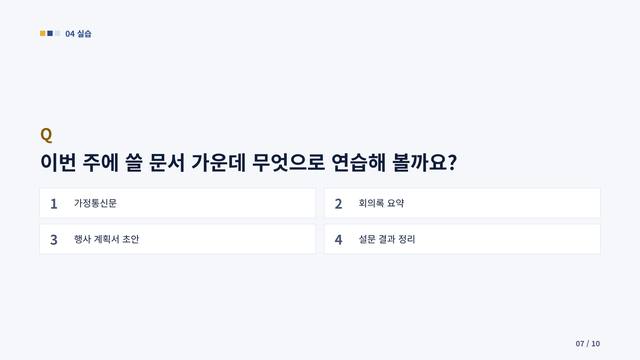 04 실습
Q
이번 주에 쓸 문서 가운데 무엇으로 연습해 볼까요?
1 가정통신문
2 회의록 요약
3 행사 계획서 초안
4 설문 결과 정리
07 / 10